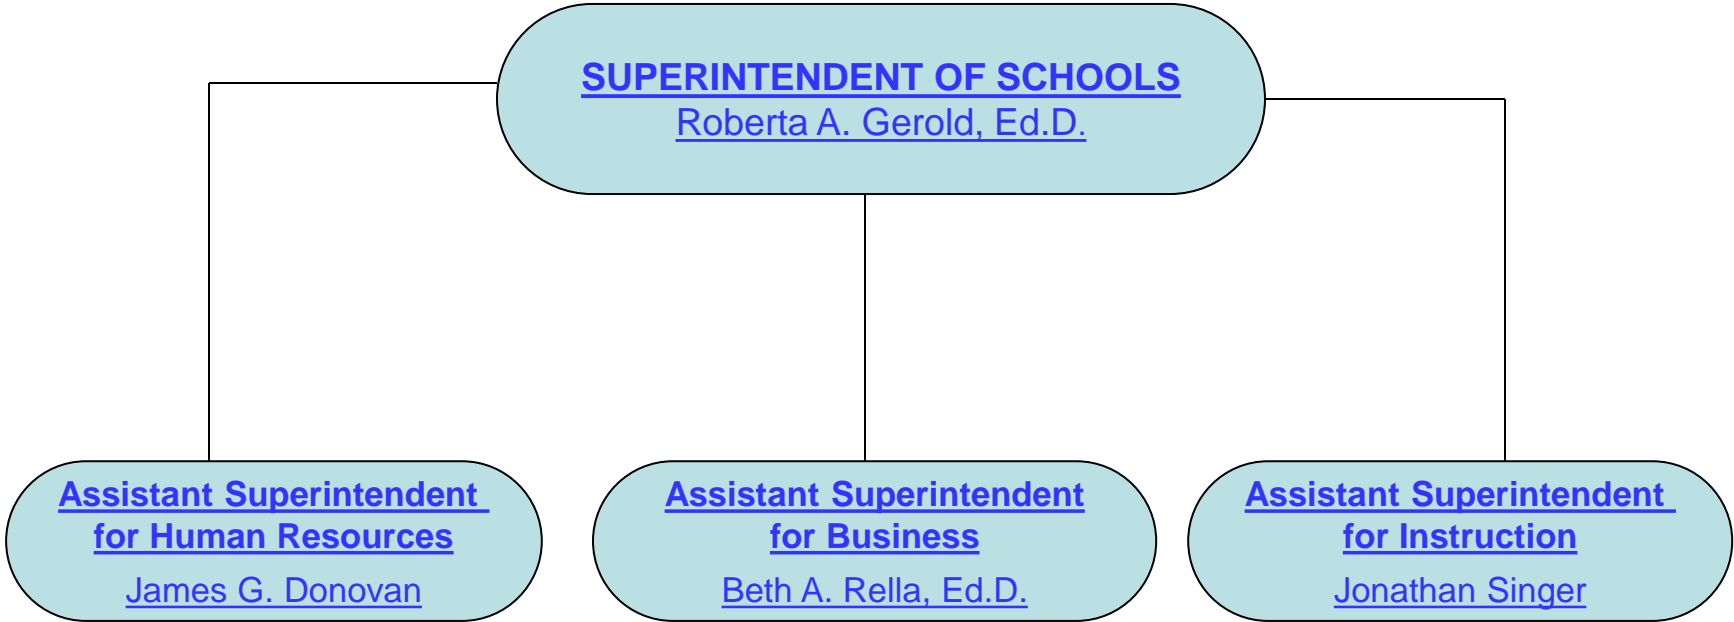 SUPERINTENDENT OF SCHOOLS
Roberta A. Gerold, Ed.D.
Assistant Superintendent
for Human Resources
James G. Donovan
Assistant Superintendent
for Business
Beth A. Rella, Ed.D.
Assistant Superintendent
for Instruction
Jonathan Singer